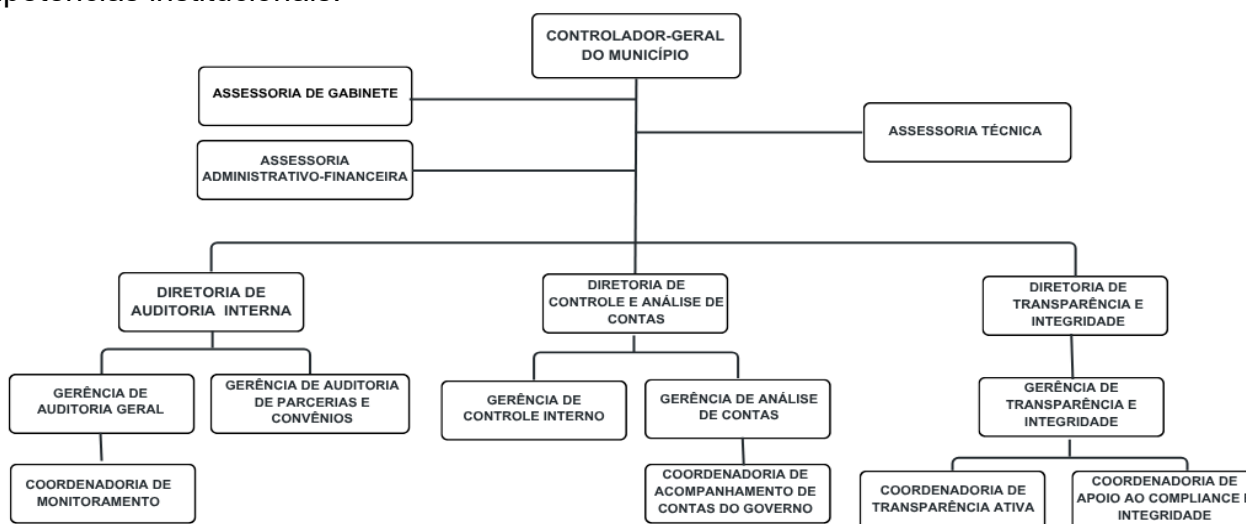 CONTROLADOR-GERAL
DO MUNICÍPIO
ASSESSORIA DE GABINETE
ASSESSORIA TÉCNICA
ASSESSORIA
ADMINISTRATIVO-FINANCEIRA
DIRETORIA DE
AUDITORIA INTERNA
DIRETORIA DE
CONTROLE E ANÁLISE DE
CONTAS
DIRETORIA DE
TRANSPARÊNCIA E
INTEGRIDADE
GERÊNCIA DE
AUDITORIA GERAL
GERÊNCIA DE AUDITORIA
DE PARCERIAS E
CONVÊNIOS
GERÊNCIA DE
CONTROLE INTERNO
GERÊNCIA DE ANÁLISE
DE CONTAS
GERÊNCIA DE
TRANSPARÊNCIA E
INTEGRIDADE
COORDENADORIA DE
MONITORAMENTO
COORDENADORIA DE
ACOMPANHAMENTO DE
CONTAS DO GOVERNO
COORDENADORIA DE
TRANSPARÊNCIA ATIVA
COORDENADORIA DE
APOIO AO COMPLIANCE E
INTEGRIDADE